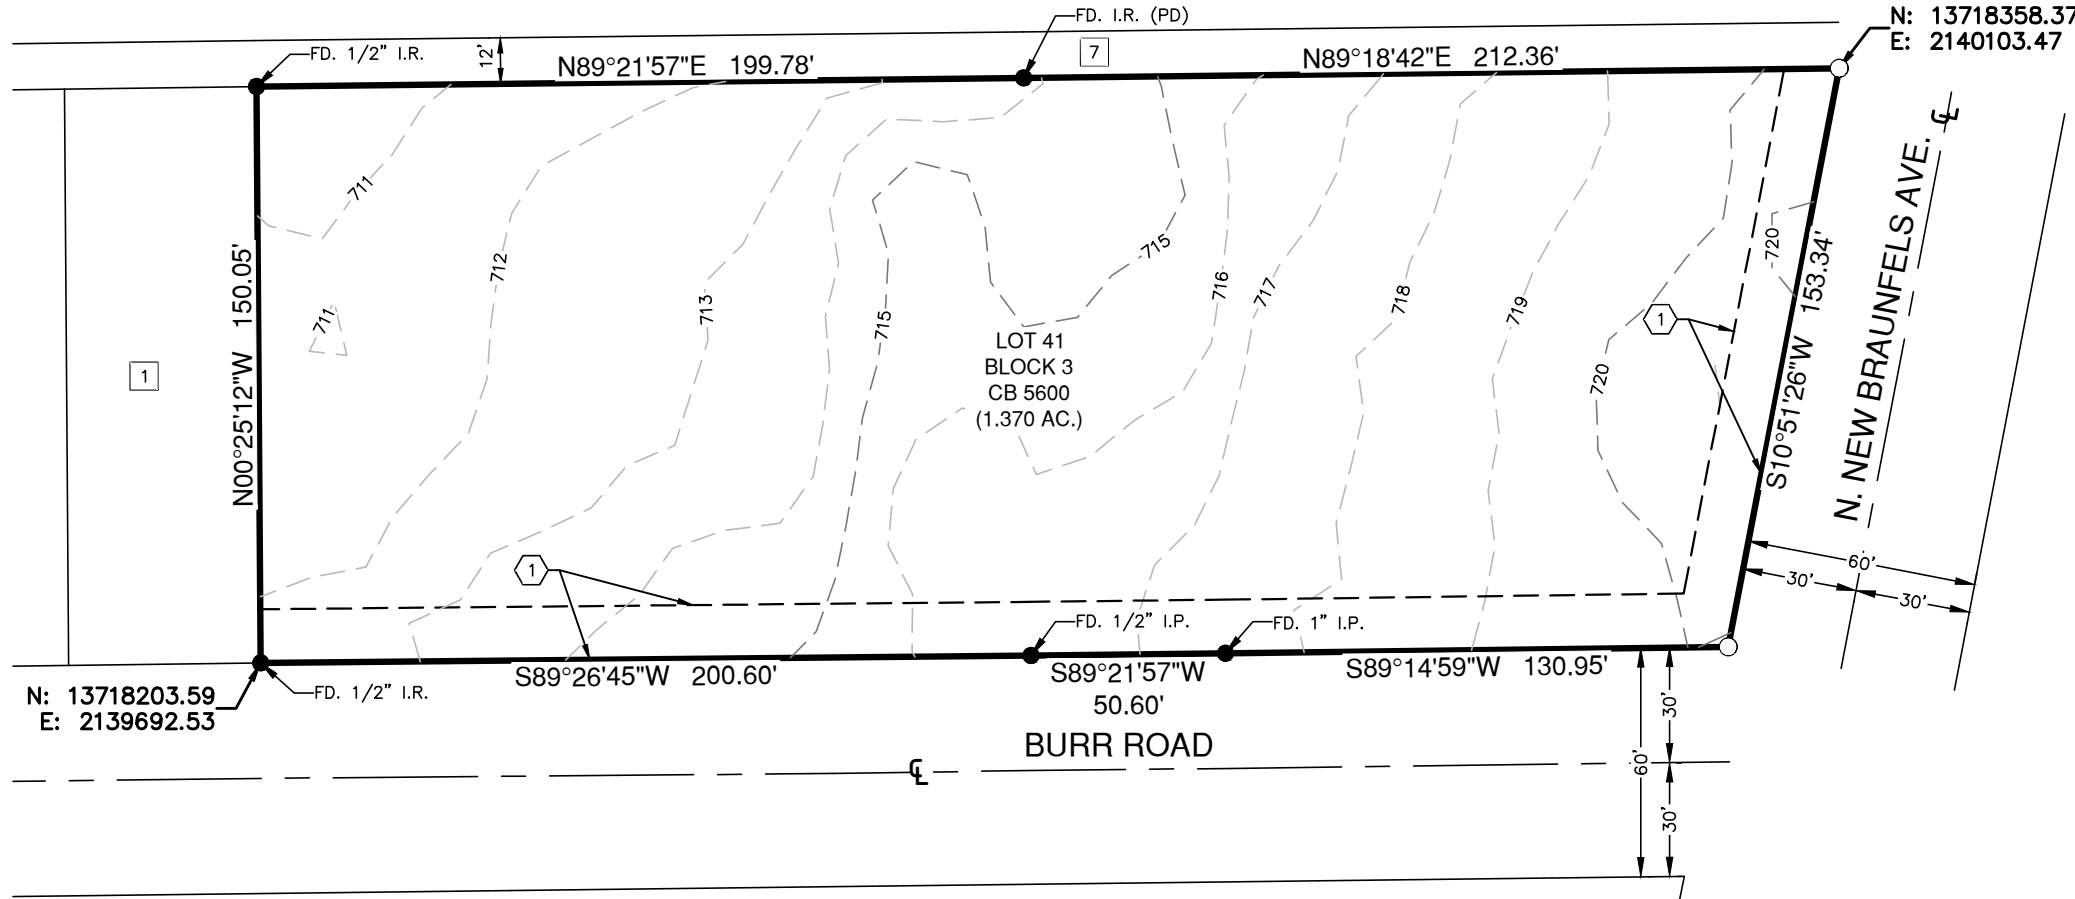 FD. I.R. (PD)
N: 13718358.37
E: 2140103.47
FD. 1/2" I.R.
12'
N89°21'57"E 199.78'
7
N89°18'42"E 212.36'
711
712
711
713
715
715
716
717
718
719
720
720
1
N00°25'12"W 150.05'
LOT 41
BLOCK 3
CB 5600
(1.370 AC.)
1
S10°51'26"W 153.34'
N. NEW BRAUNFELS AVE.
℄
60'
30'
30'
1
FD. 1/2" I.P.
FD. 1" I.P.
S89°26'45"W 200.60'
S89°21'57"W
50.60'
S89°14'59"W 130.95'
N: 13718203.59
E: 2139692.53
FD. 1/2" I.R.
BURR ROAD
℄
30'
60'
30'